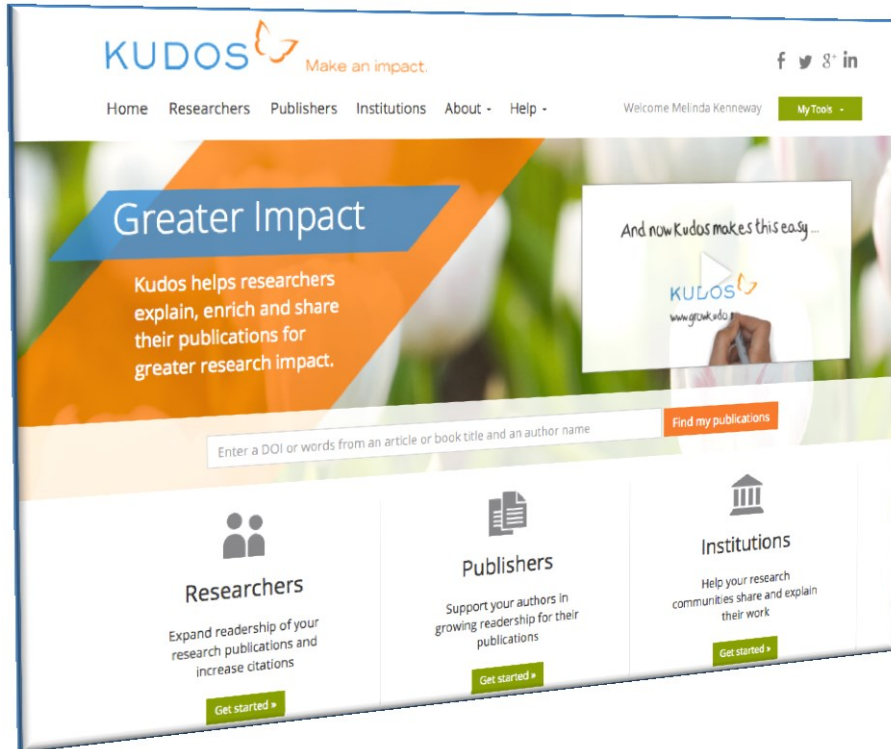 KUDOS
Make an impact.
Home Researchers Publishers Institutions About Help
Welcome Melinda Kenneway
My Tools
Greater Impact
Kudos helps researchers
explain, enrich and share
their publications for
greater research impact.
And now Kudos makes this easy ...
KUDOS
Enter a DOI or words from an article or book title and an author name
Find my publications
Researchers
Expand readership of your
research publications and
increase citations
Get started »
Publishers
Support your authors in
growing readership for their
publications
Get started »
Institutions
Help your research
communities share and explain
their work
Get started »